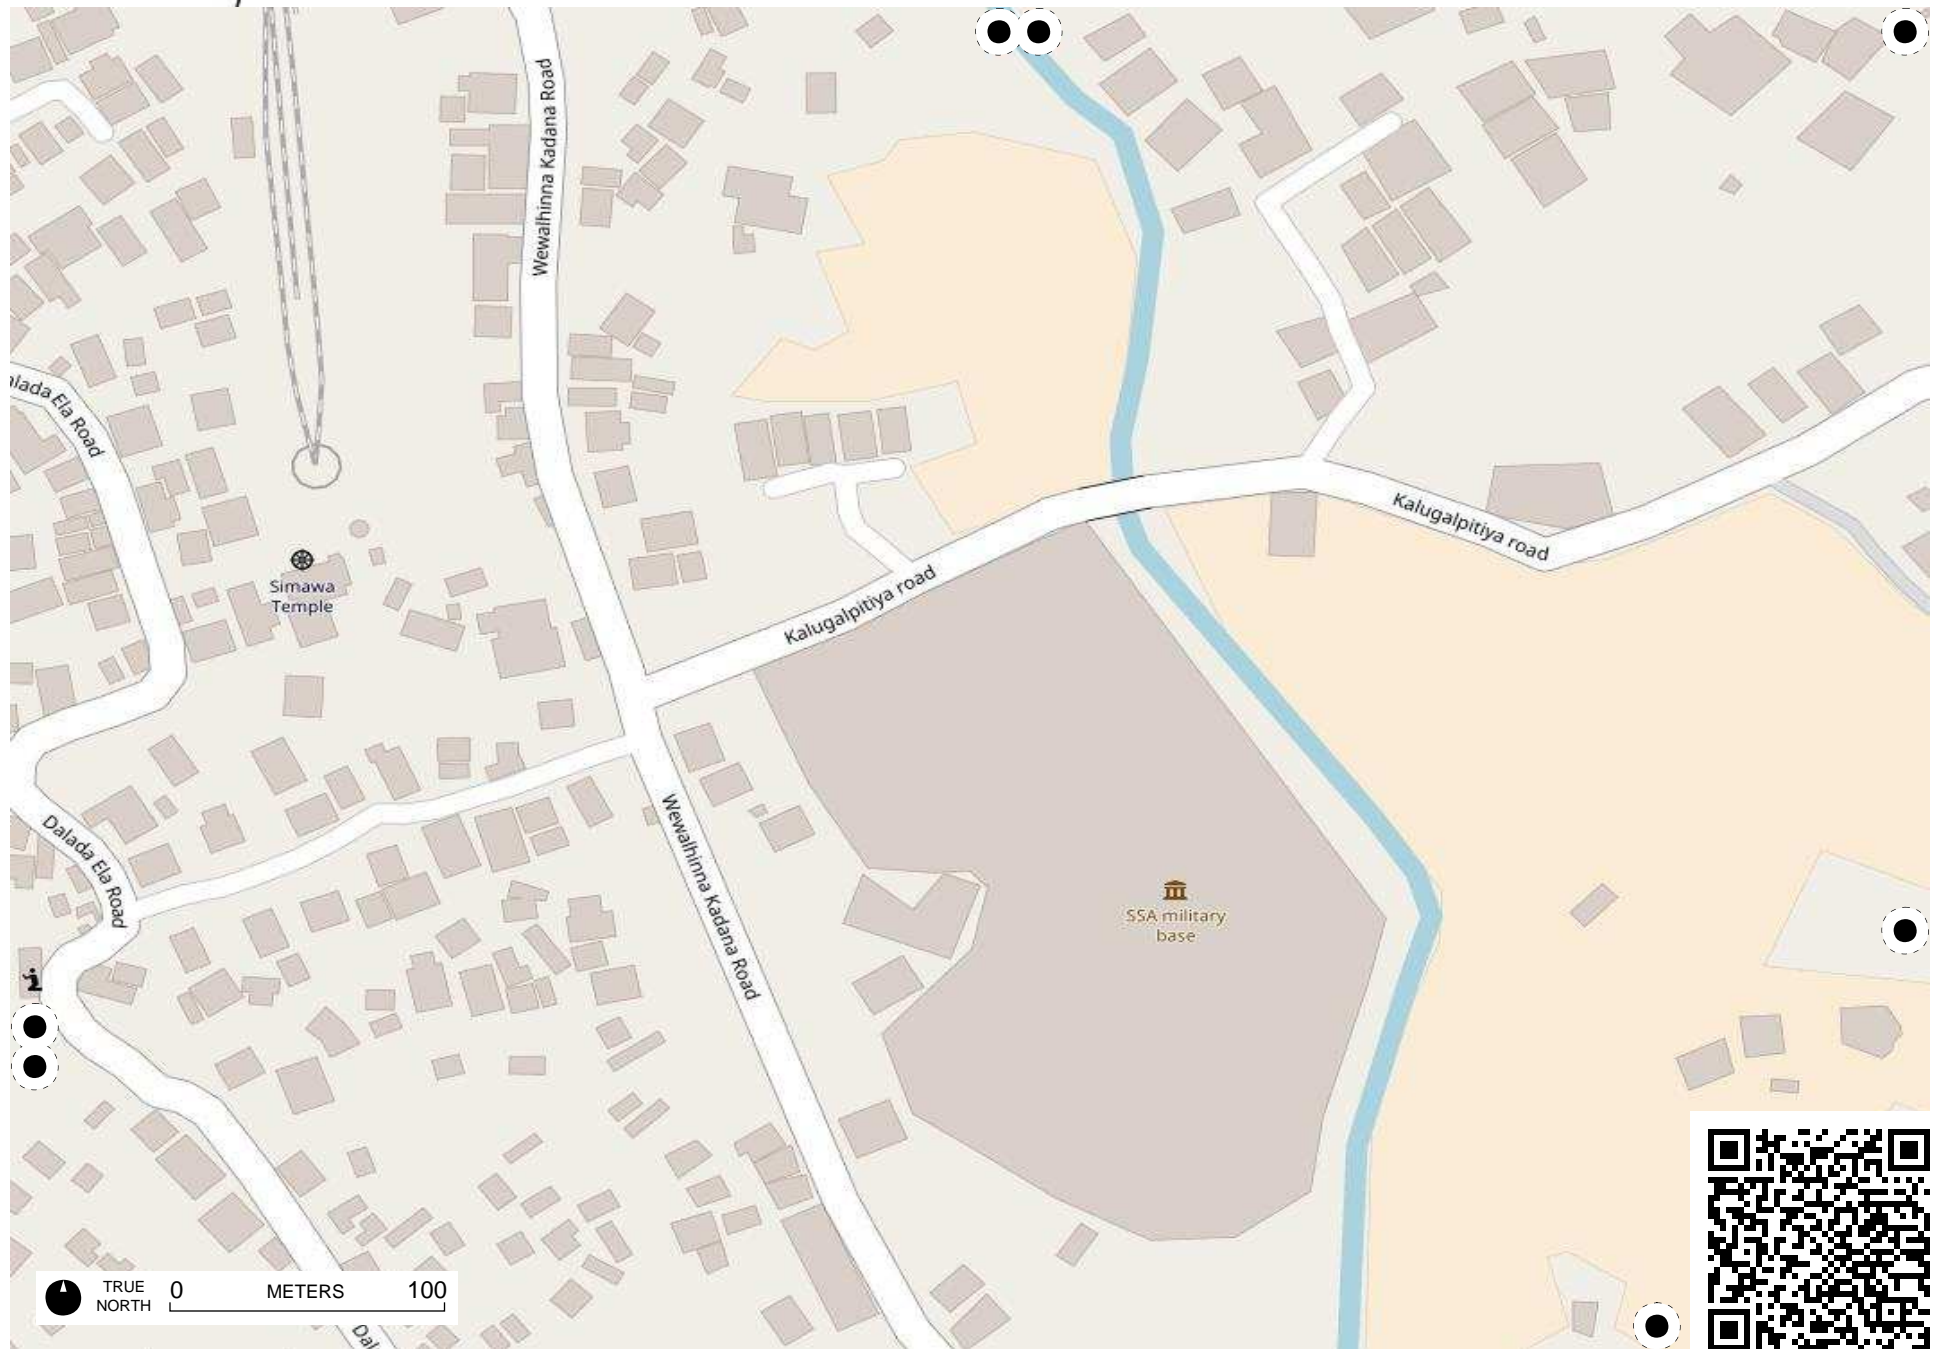 Wewalhinna Kadana Road
alada Ela Road
Kalugalpitiya road
Simawa
Temple
Kalugalpitiya road
Dalada Ela Road
Wewalhinna Kadana Road
SSA military
base
TRUE
NORTH
0
METERS
100
Dal